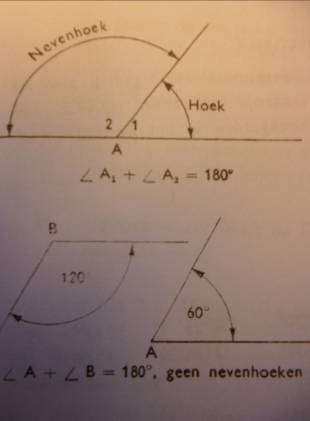 Nevenhoek
Hoek
2 1
A
∠ A₁ + ∠ A₂ = 180°
B
120
60°
A
∠ A + ∠ B = 180°, geen nevenhoeken